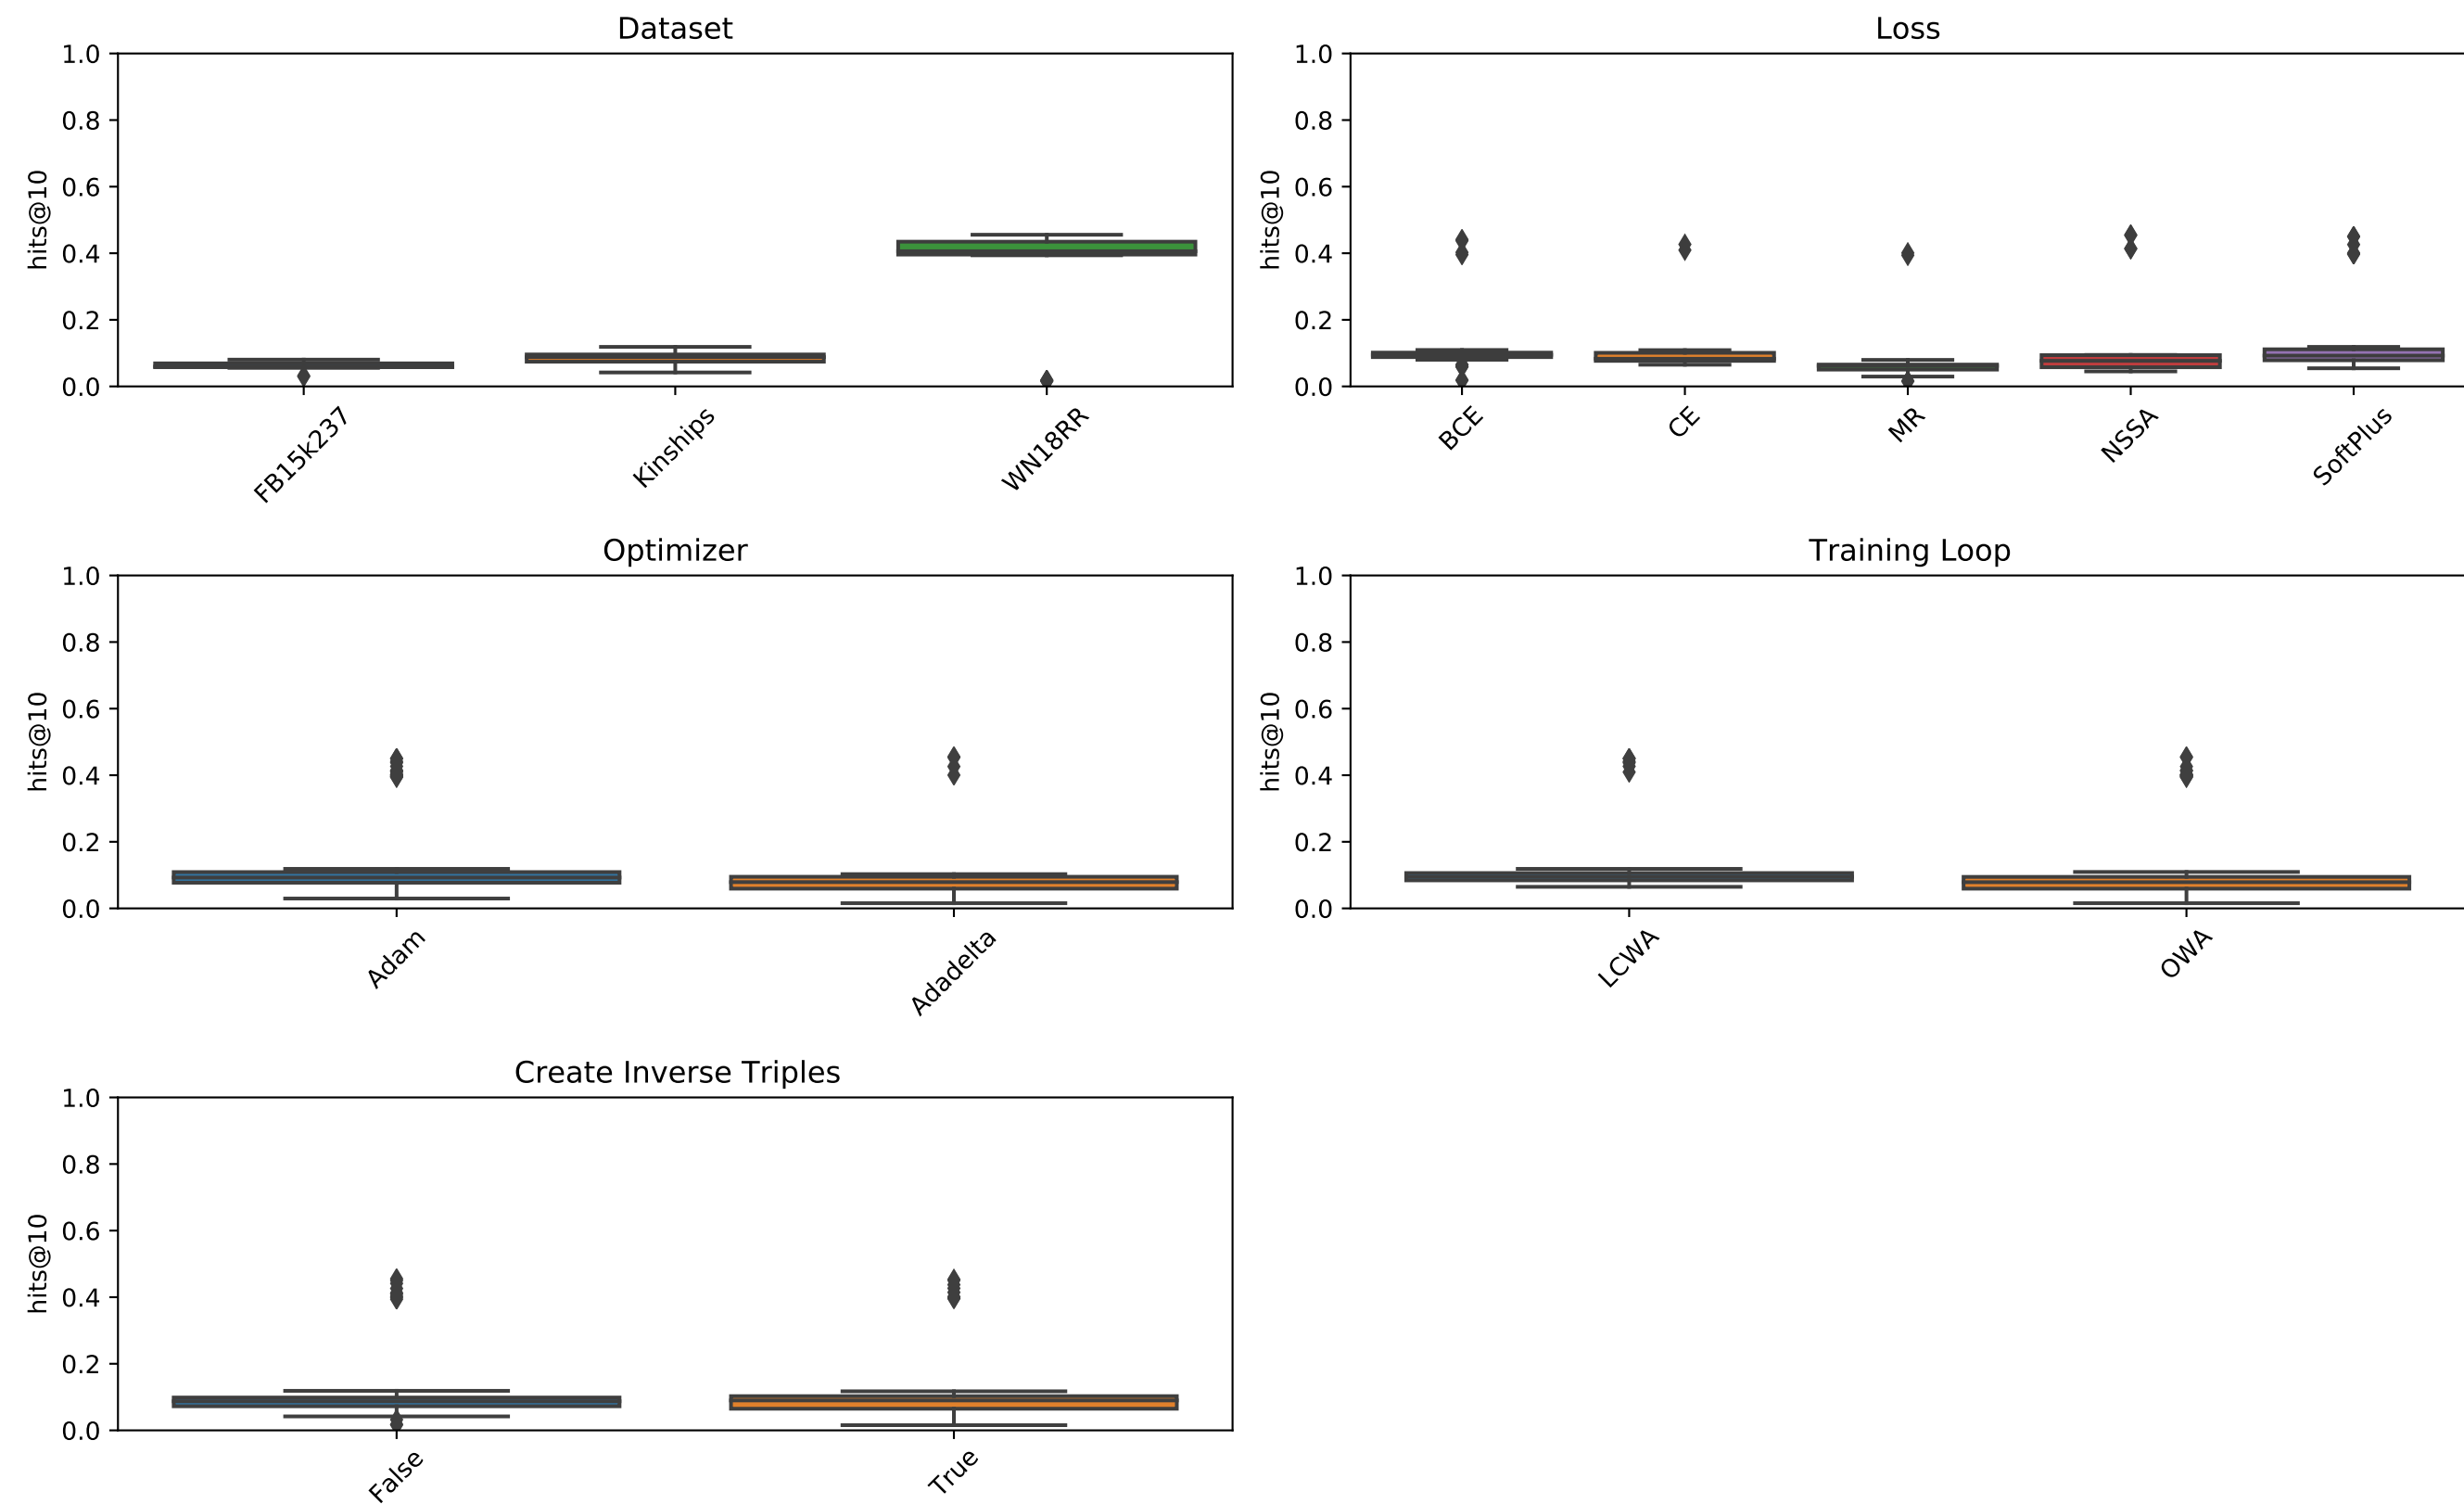 Dataset
1.0
0.8
0.6
0.4
0.2
0.0
hits@10
FB15k237
Kinships
WN18RR
Loss
1.0
0.8
0.6
0.4
0.2
0.0
hits@10
BCE
CE
MR
NSSA
SoftPlus
Optimizer
1.0
0.8
0.6
0.4
0.2
0.0
hits@10
Adam
Adadelta
Training Loop
1.0
0.8
0.6
0.4
0.2
0.0
hits@10
LCWA
OWA
Create Inverse Triples
1.0
0.8
0.6
0.4
0.2
0.0
hits@10
False
True